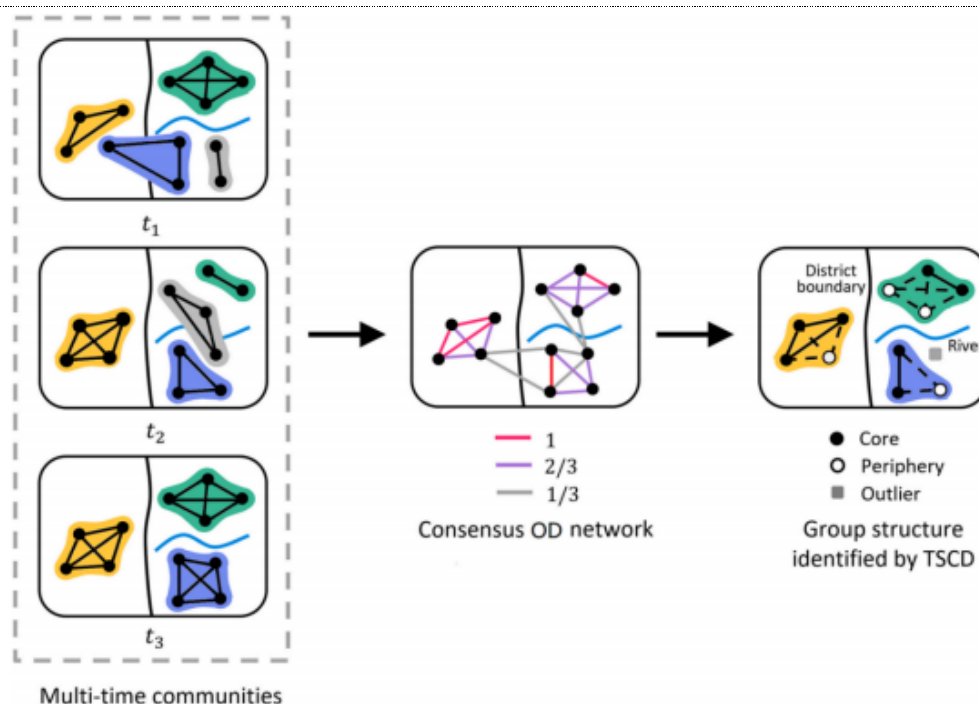 t₁
t₂
t₃
Multi-time communities
1
2/3
1/3
Consensus OD network
District
boundary
Rive
Core
Periphery
Outlier
Group structure
identified by TSCD